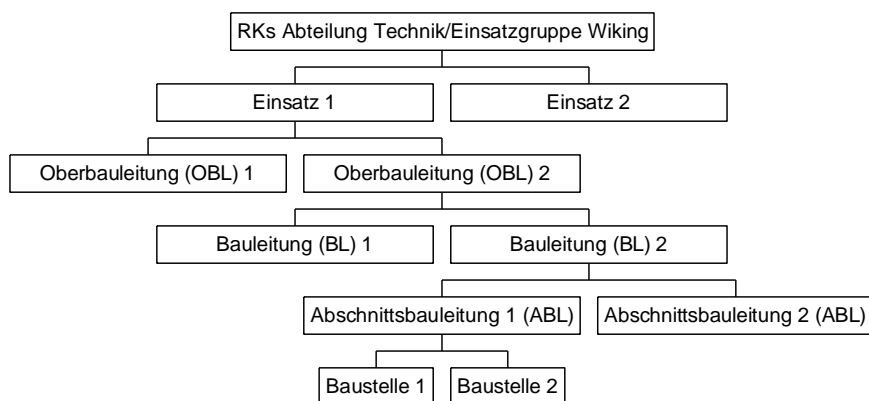 RKs Abteilung Technik/Einsatzgruppe Wiking
Einsatz 1
Einsatz 2
Oberbauleitung (OBL) 1
Oberbauleitung (OBL) 2
Bauleitung (BL) 1
Bauleitung (BL) 2
Abschnittsbauleitung 1 (ABL)
Abschnittsbauleitung 2 (ABL)
Baustelle 1
Baustelle 2